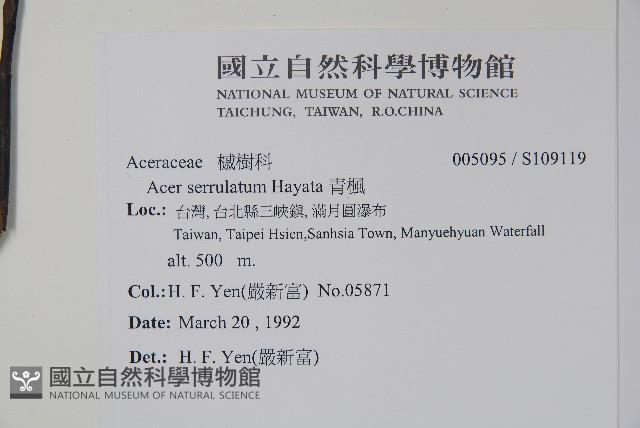 國立自然科學博物館
NATIONAL MUSEUM OF NATURAL SCIENCE
TAICHUNG, TAIWAN, R.O.CHINA
Aceraceae 槭樹科 005095 / S109119
Acer serrulatum Hayata 青楓
Loc.: 台灣, 台北縣三峽鎮, 滿月圓瀑布
Taiwan, Taipei Hsien,Sanhsia Town, Manyuehyuan Waterfall
alt. 500 m.
Col.:H. F. Yen(嚴新富) No.05871
Date: March 20 , 1992
Det.: H. F. Yen(嚴新富)
國立自然科學博物館
NATIONAL MUSEUM OF NATURAL SCIENCE